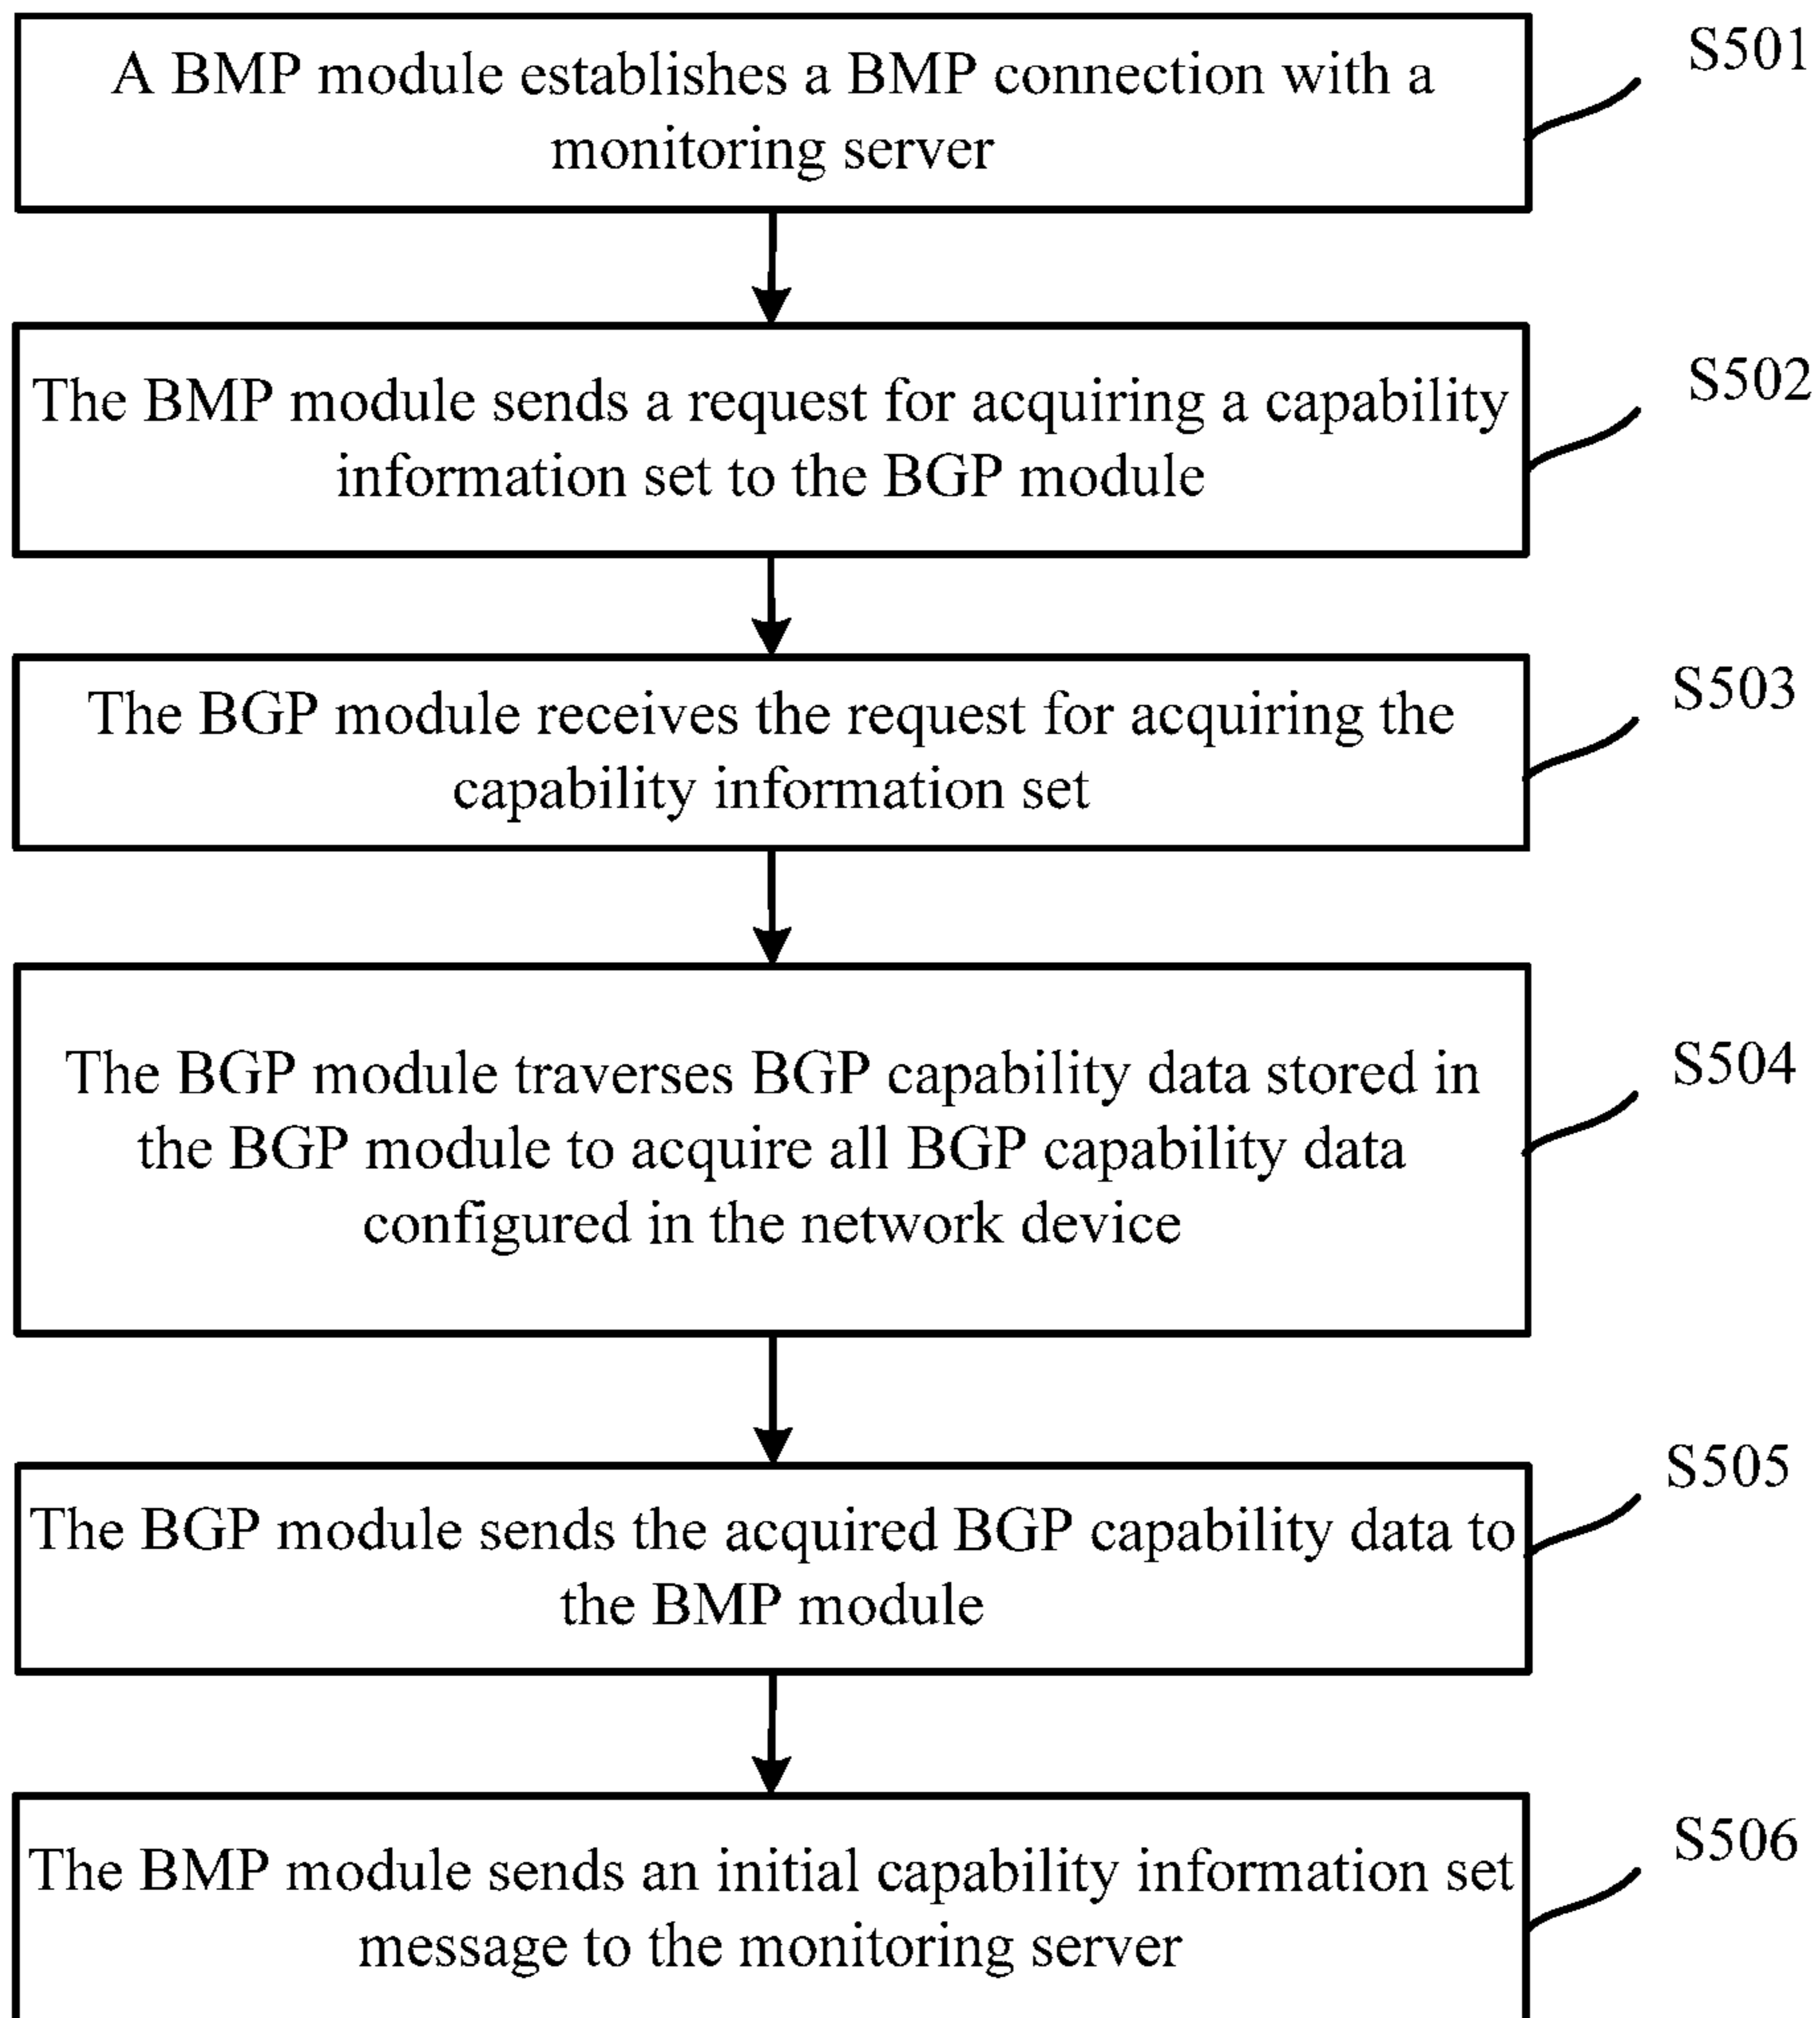 A BMP module establishes a BMP connection with a
monitoring server
S501
The BMP module sends a request for acquiring a capability
information set to the BGP module
S502
The BGP module receives the request for acquiring the
capability information set
S503
The BGP module traverses BGP capability data stored in
the BGP module to acquire all BGP capability data
configured in the network device
S504
The BGP module sends the acquired BGP capability data to
the BMP module
S505
The BMP module sends an initial capability information set
message to the monitoring server
S506